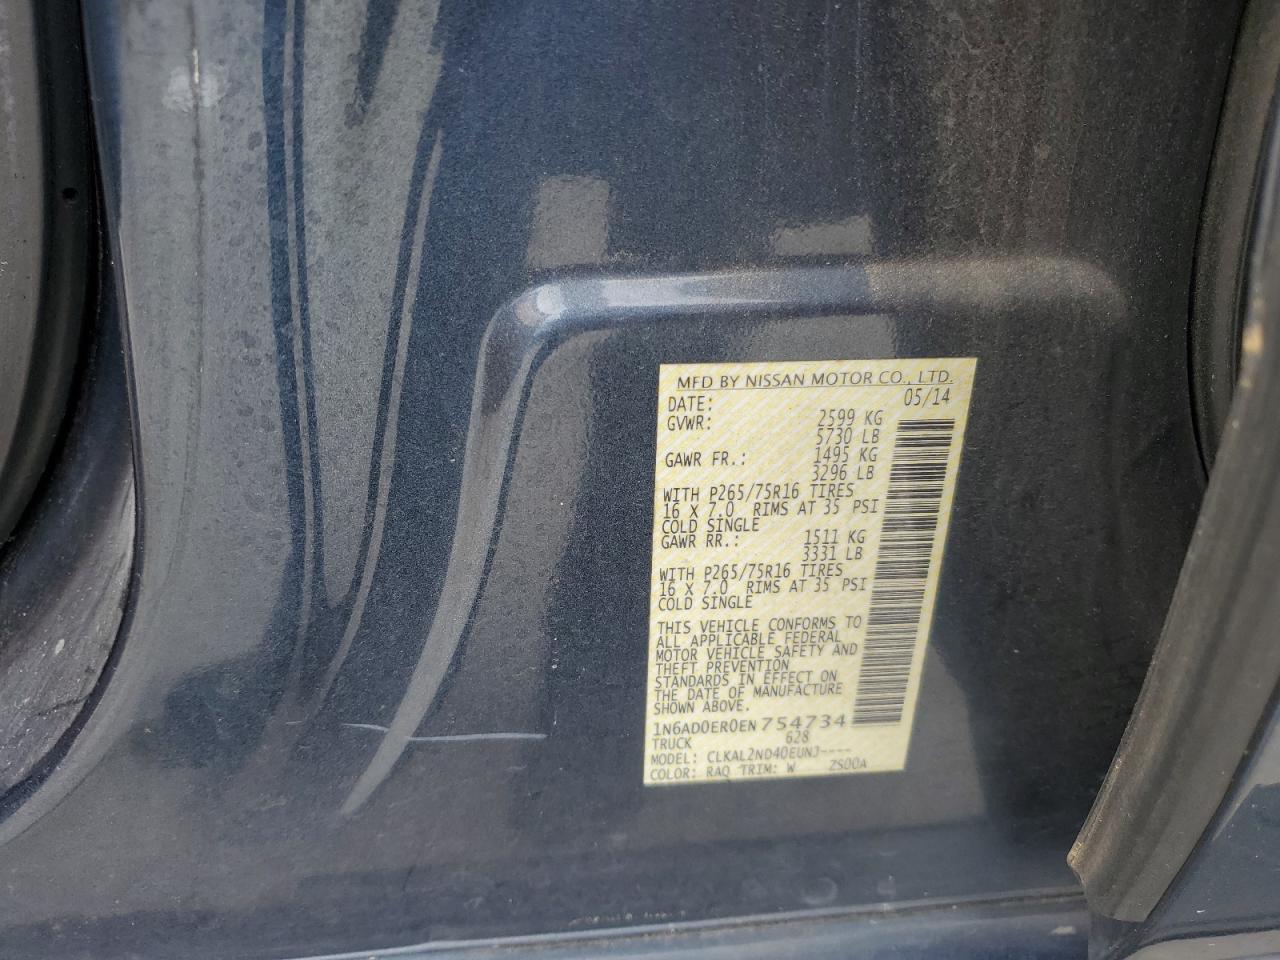 MFD BY NISSAN MOTOR CO., LTD.
DATE: 05/14
GVWR: 2599 KG
5730 LB
GAWR FR.: 1495 KG
3296 LB
WITH P265/75R16 TIRES
16 X 7.0 RIMS AT 35 PSI
COLD SINGLE
GAWR RR.: 1511 KG
3331 LB
WITH P265/75R16 TIRES
16 X 7.0 RIMS AT 35 PSI
COLD SINGLE
THIS VEHICLE CONFORMS TO
ALL APPLICABLE FEDERAL
MOTOR VEHICLE SAFETY AND
THEFT PREVENTION
STANDARDS IN EFFECT ON
THE DATE OF MANUFACTURE
SHOWN ABOVE.
1N6AD0ER0EN 754734
TRUCK 628
MODEL: CLKAL2ND40EUNJ----
COLOR: RAQ TRIM: W ZS00A